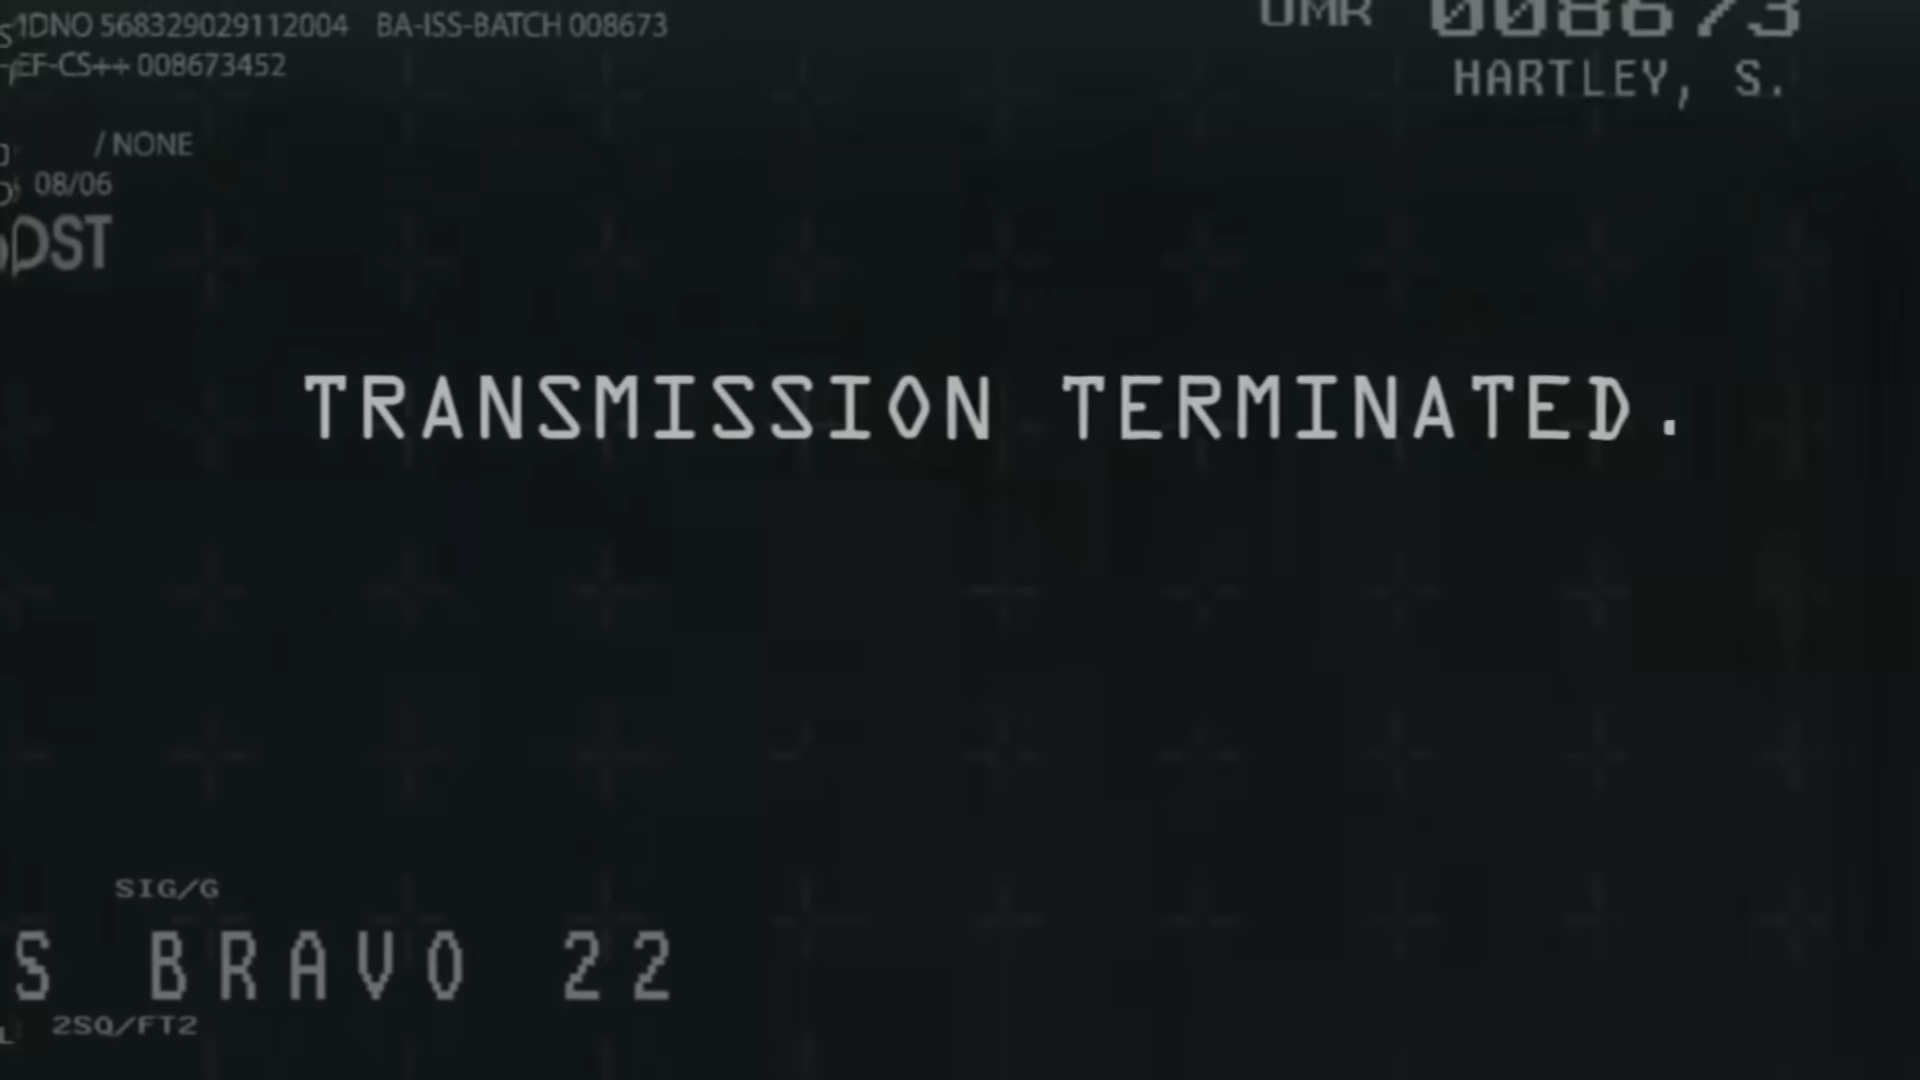 1DNO 568329029112004 BA-ISS-BATCH 008673
EF-CS++ 008673452
/ NONE
08/06
DST
008673
HARTLEY, S.
TRANSMISSION TERMINATED.
SIG/G
S BRAVO 22
2SQ/FT2